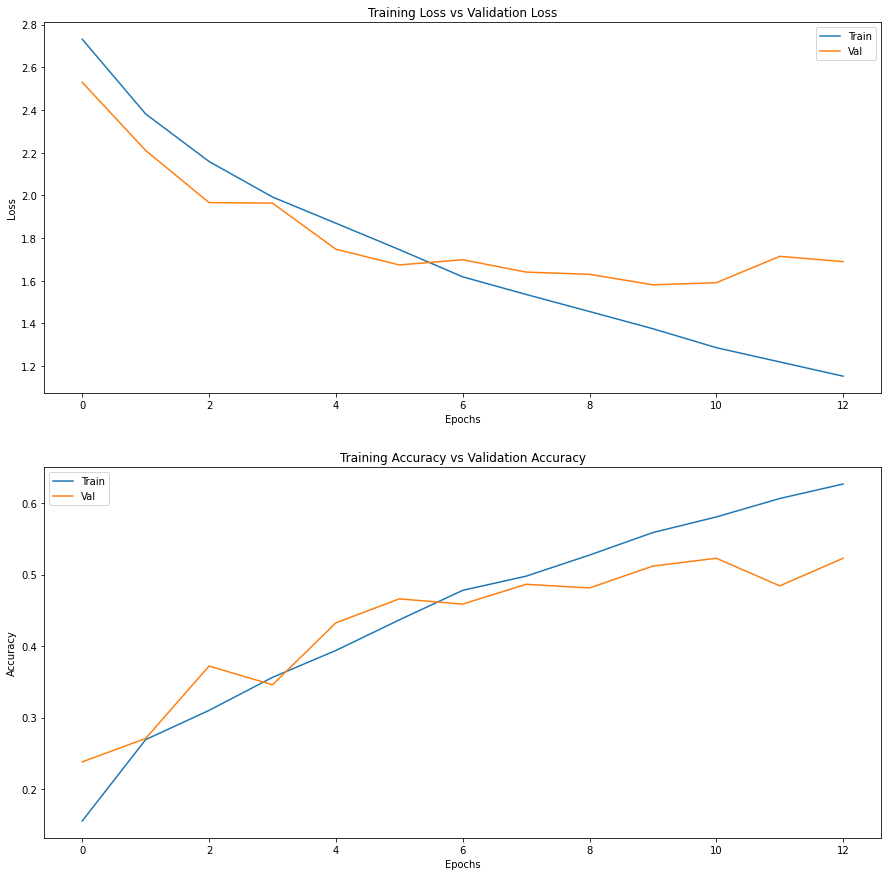 Training Loss vs Validation Loss
2.8
2.6
2.4
2.2
2.0
1.8
1.6
1.4
1.2
Loss
Train
Val
0 2 4 6 8 10 12
Epochs
Training Accuracy vs Validation Accuracy
Train
Val
0.6
0.5
0.4
0.3
0.2
Accuracy
0 2 4 6 8 10 12
Epochs